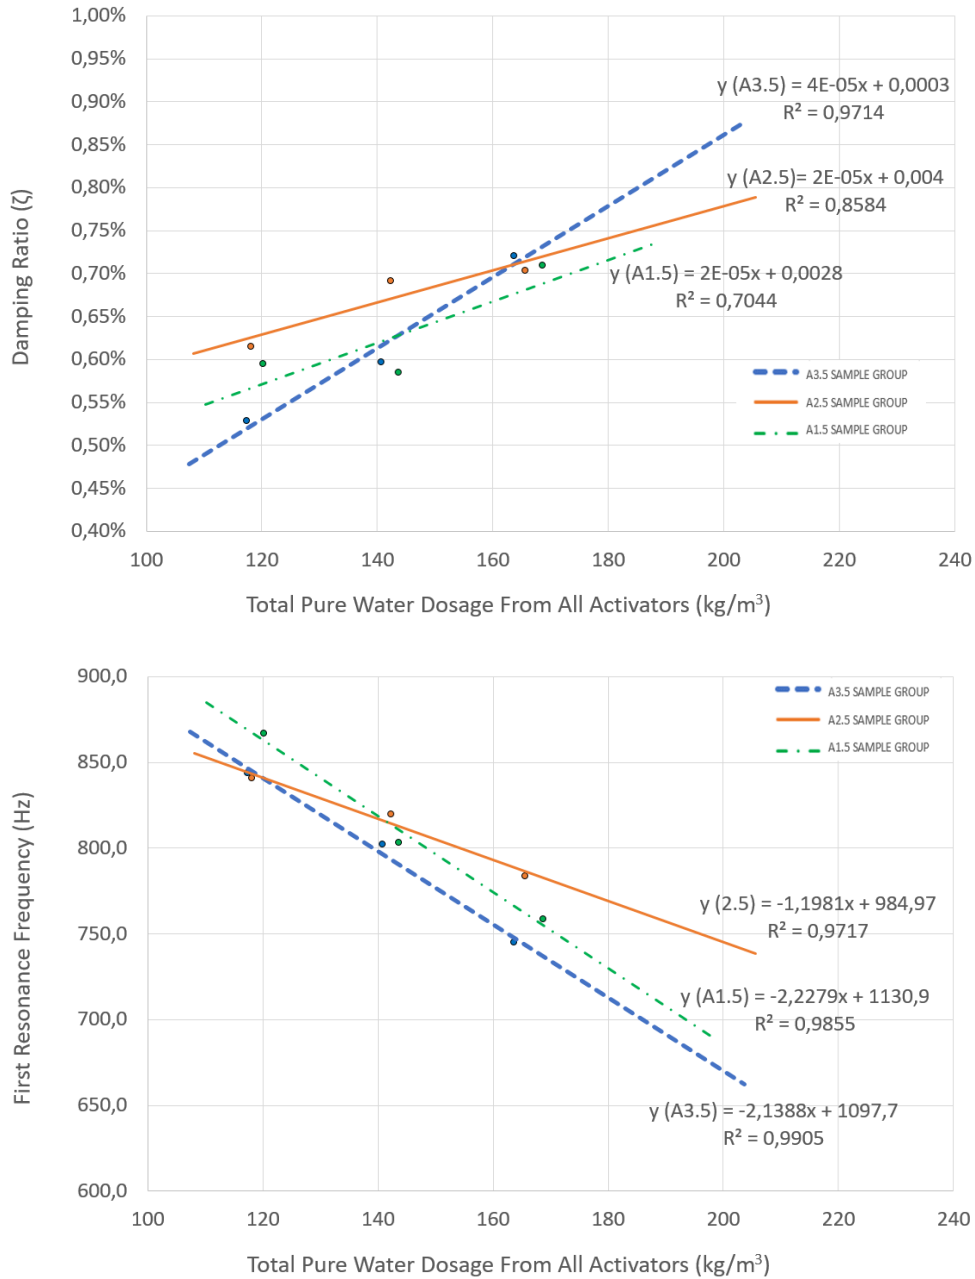 1,00%
0,95%
0,90%
0,85%
0,80%
0,75%
0,70%
0,65%
0,60%
0,55%
0,50%
0,45%
0,40%
Damping Ratio (ζ)
y (A3.5) = 4E-05x + 0,0003
R² = 0,9714
y (A2.5)= 2E-05x + 0,004
R² = 0,8584
y (A1.5) = 2E-05x + 0,0028
R² = 0,7044
A3.5 SAMPLE GROUP
A2.5 SAMPLE GROUP
A1.5 SAMPLE GROUP
100 120 140 160 180 200 220 240
Total Pure Water Dosage From All Activators (kg/m³)
900,0
850,0
800,0
750,0
700,0
650,0
600,0
First Resonance Frequency (Hz)
A3.5 SAMPLE GROUP
A2.5 SAMPLE GROUP
A1.5 SAMPLE GROUP
y (2.5) = -1,1981x + 984,97
R² = 0,9717
y (A1.5) = -2,2279x + 1130,9
R² = 0,9855
y (A3.5) = -2,1388x + 1097,7
R² = 0,9905
100 120 140 160 180 200 220 240
Total Pure Water Dosage From All Activators (kg/m³)